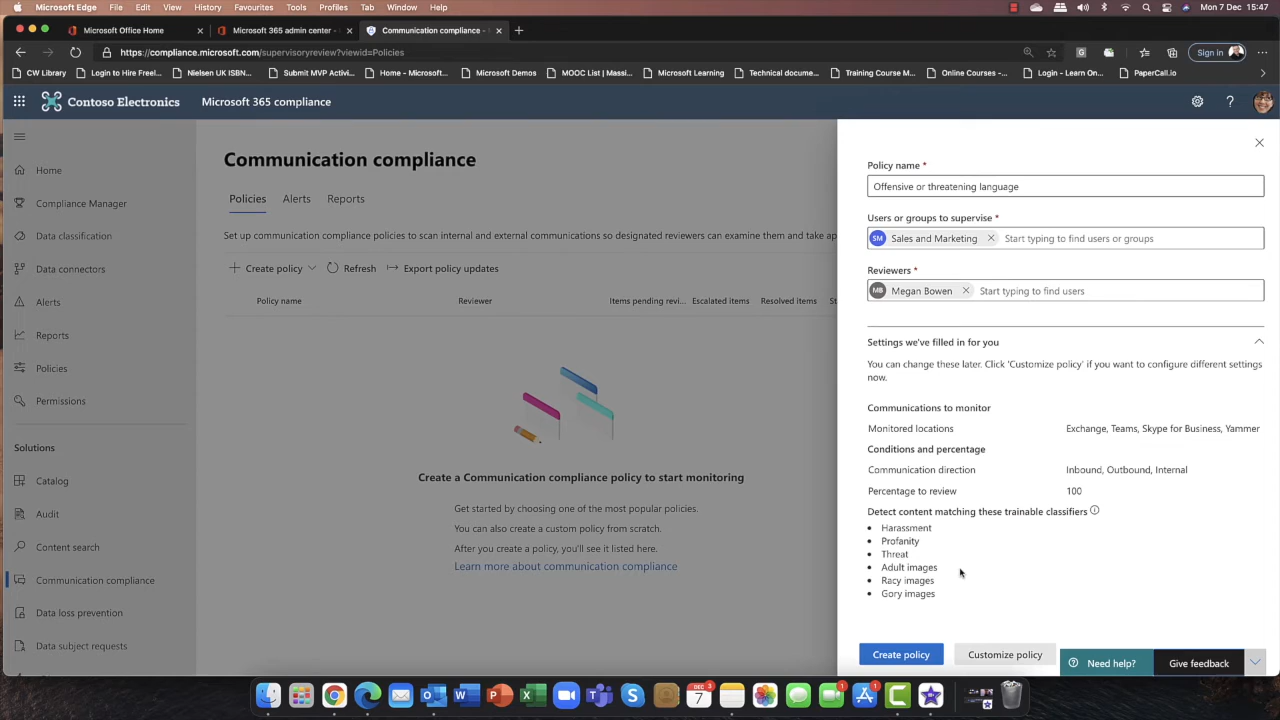 Microsoft Edge File Edit View History Favourites Tools Profiles Tab Window Help Mon 7 Dec 15:47
Microsoft Office Home Microsoft 365 admin center - Communication compliance -
https://compliance.microsoft.com/supervisoryreview?viewid=Policies Sign in
CW Library Login to Hire Freel... Nielsen UK ISBN... Submit MVP Activi... Home - Microsoft... Microsoft Demos MOOC List | Massi... Microsoft Learning Technical docume... Training Course M... Online Courses –... Login - Learn On... PaperCall.io
Contoso Electronics Microsoft 365 compliance
Home
Compliance Manager
Data classification
Data connectors
Alerts
Reports
Policies
Permissions
Solutions
Catalog
Audit
Content search
Communication compliance
Data loss prevention
Data subject requests
Communication compliance
Policies Alerts Reports
Set up communication compliance policies to scan internal and external communications so designated reviewers can examine them and take ap
Create policy Refresh Export policy updates
Policy name Reviewer Items pending revi... Escalated items Resolved items St
Create a Communication compliance policy to start monitoring
Get started by choosing one of the most popular policies.
You can also create a custom policy from scratch.
After you create a policy, you'll see it listed here.
Learn more about communication compliance
Policy name *
Offensive or threatening language
Users or groups to supervise *
SM Sales and Marketing Start typing to find users or groups
Reviewers *
MB Megan Bowen Start typing to find users
Settings we've filled in for you
You can change these later. Click 'Customize policy' if you want to configure different settings
now.
Communications to monitor
Monitored locations Exchange, Teams, Skype for Business, Yammer
Conditions and percentage
Communication direction Inbound, Outbound, Internal
Percentage to review 100
Detect content matching these trainable classifiers
Harassment
Profanity
Threat
Adult images
Racy images
Gory images
Create policy Customize policy Need help? Give feedback
DEC 3 7 1 1